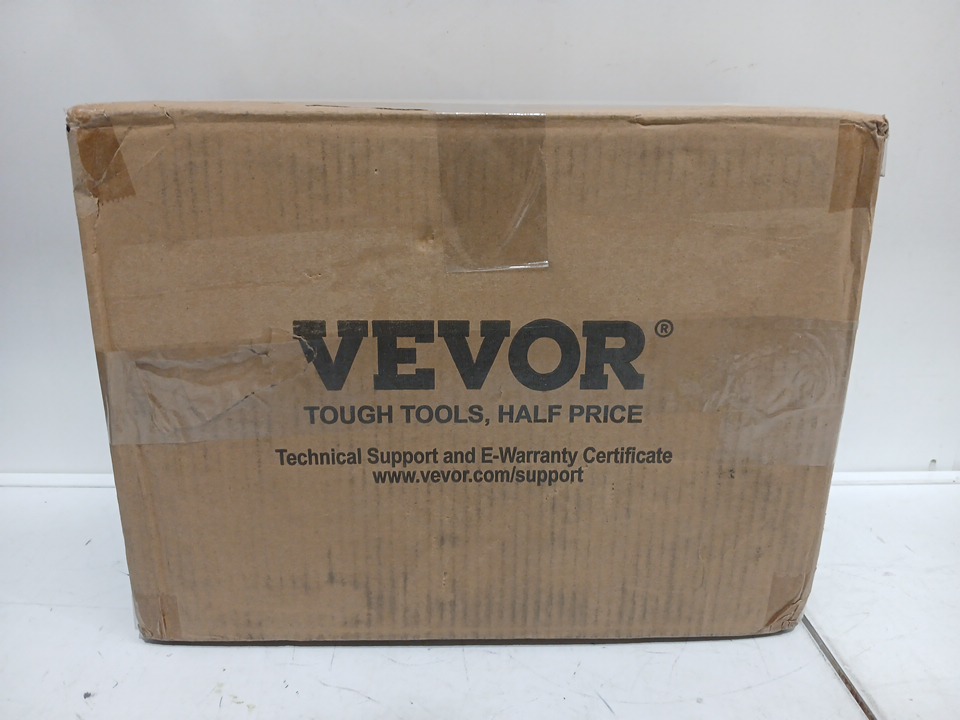 VEVOR®
TOUGH TOOLS, HALF PRICE
Technical Support and E-Warranty Certificate
www.vevor.com/support